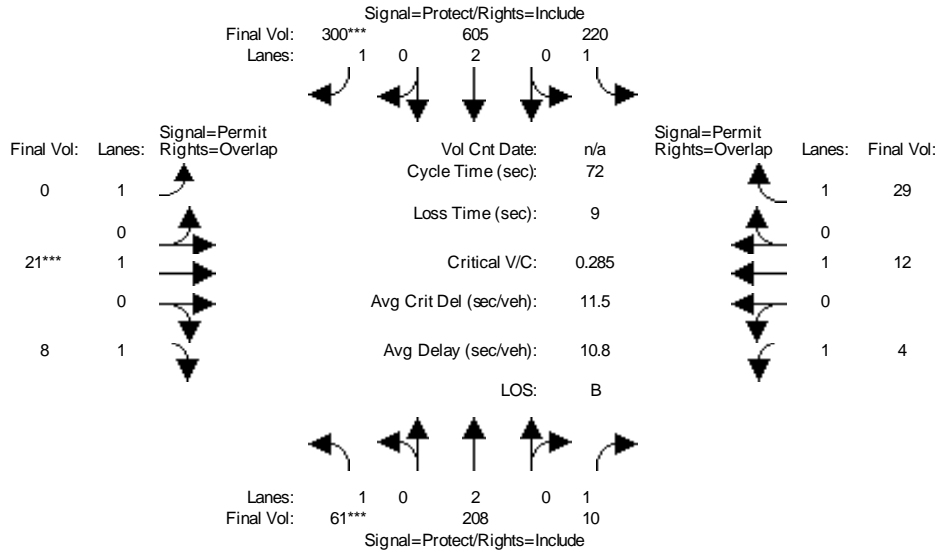 Signal=Protect/Rights=Include
Final Vol: 300*** 605 220
Lanes: 1 0 2 0 1
Signal=Permit
Final Vol: Lanes: Rights=Overlap
Vol Cnt Date: n/a
Signal=Permit
Rights=Overlap Lanes: Final Vol:
Cycle Time (sec): 72
0 1
1 29
Loss Time (sec): 9
0
0
21*** 1
Critical V/C: 0.285
1 12
0
Avg Crit Del (sec/veh): 11.5
0
8 1
Avg Delay (sec/veh): 10.8
1 4
LOS: B
Lanes: 1 0 2 0 1
Final Vol: 61*** 208 10
Signal=Protect/Rights=Include